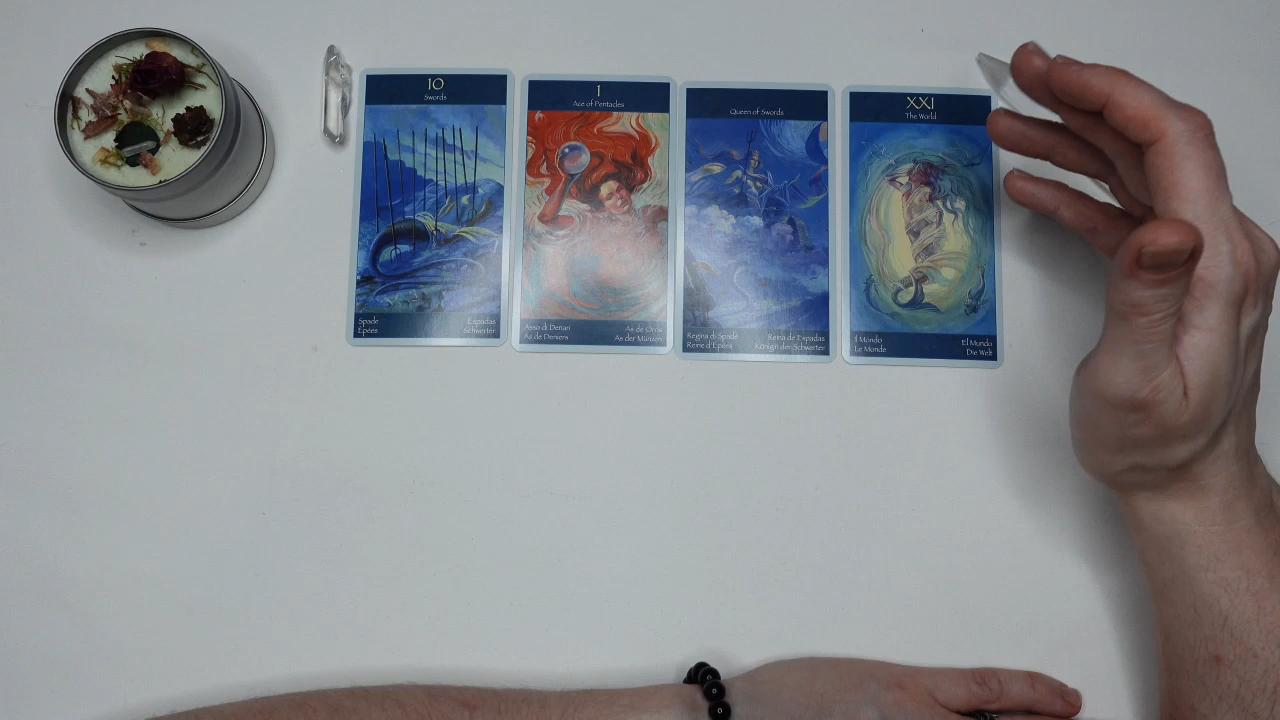 10
Swords
Spade
Épées
Espadas
Schwerter
1
Ace of Pentacles
Asso di Denari
As de Deniers
As de Oros
As der Münzen
Queen of Swords
Regina di Spade
Reine d'Épées
Reina de Espadas
Königin der Schwerter
XXI
The World
Il Mondo
Le Monde
El Mundo
Die Welt